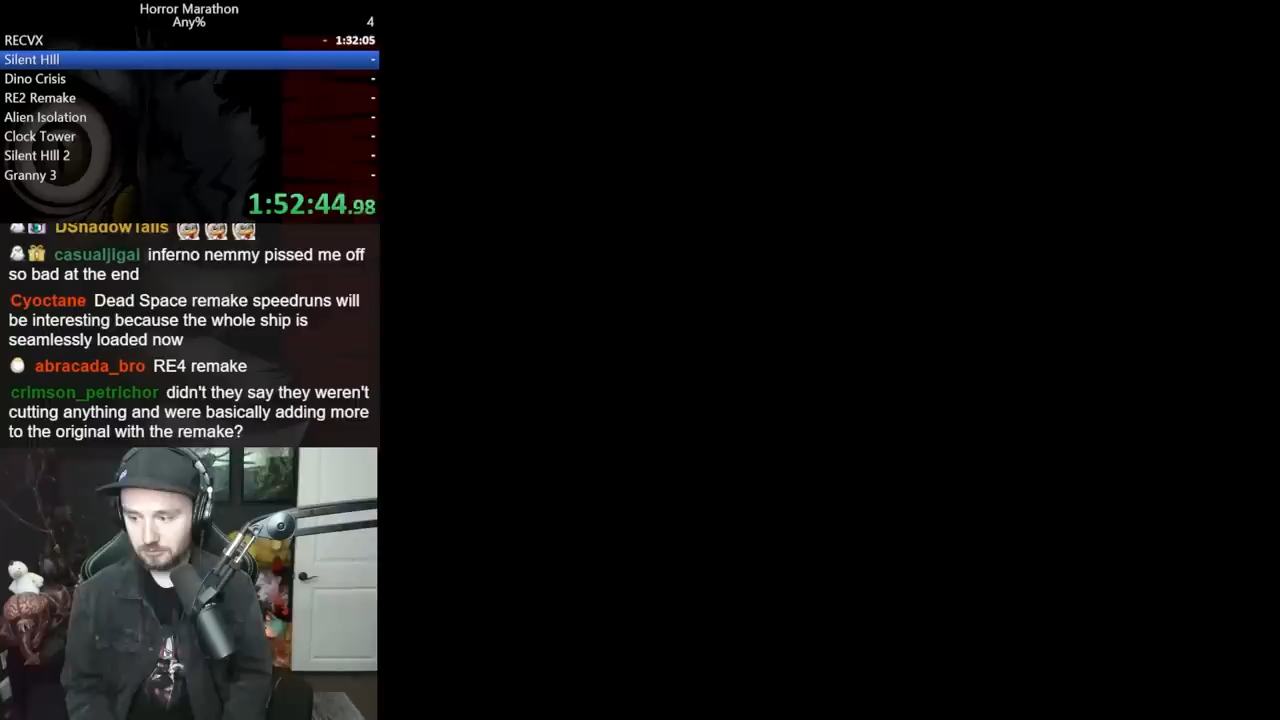 Horror Marathon
Any%
4
RECVX - 1:32:05
Silent HIll -
Dino Crisis -
RE2 Remake -
Alien Isolation -
Clock Tower -
Silent HIll 2 -
Granny 3 -
1:52:44.98
DShadowTails
casualjigai inferno nemmy pissed me off
so bad at the end
Cyoctane Dead Space remake speedruns will
be interesting because the whole ship is
seamlessly loaded now
abracada_bro RE4 remake
crimson_petrichor didn't they say they weren't
cutting anything and were basically adding more
to the original with the remake?